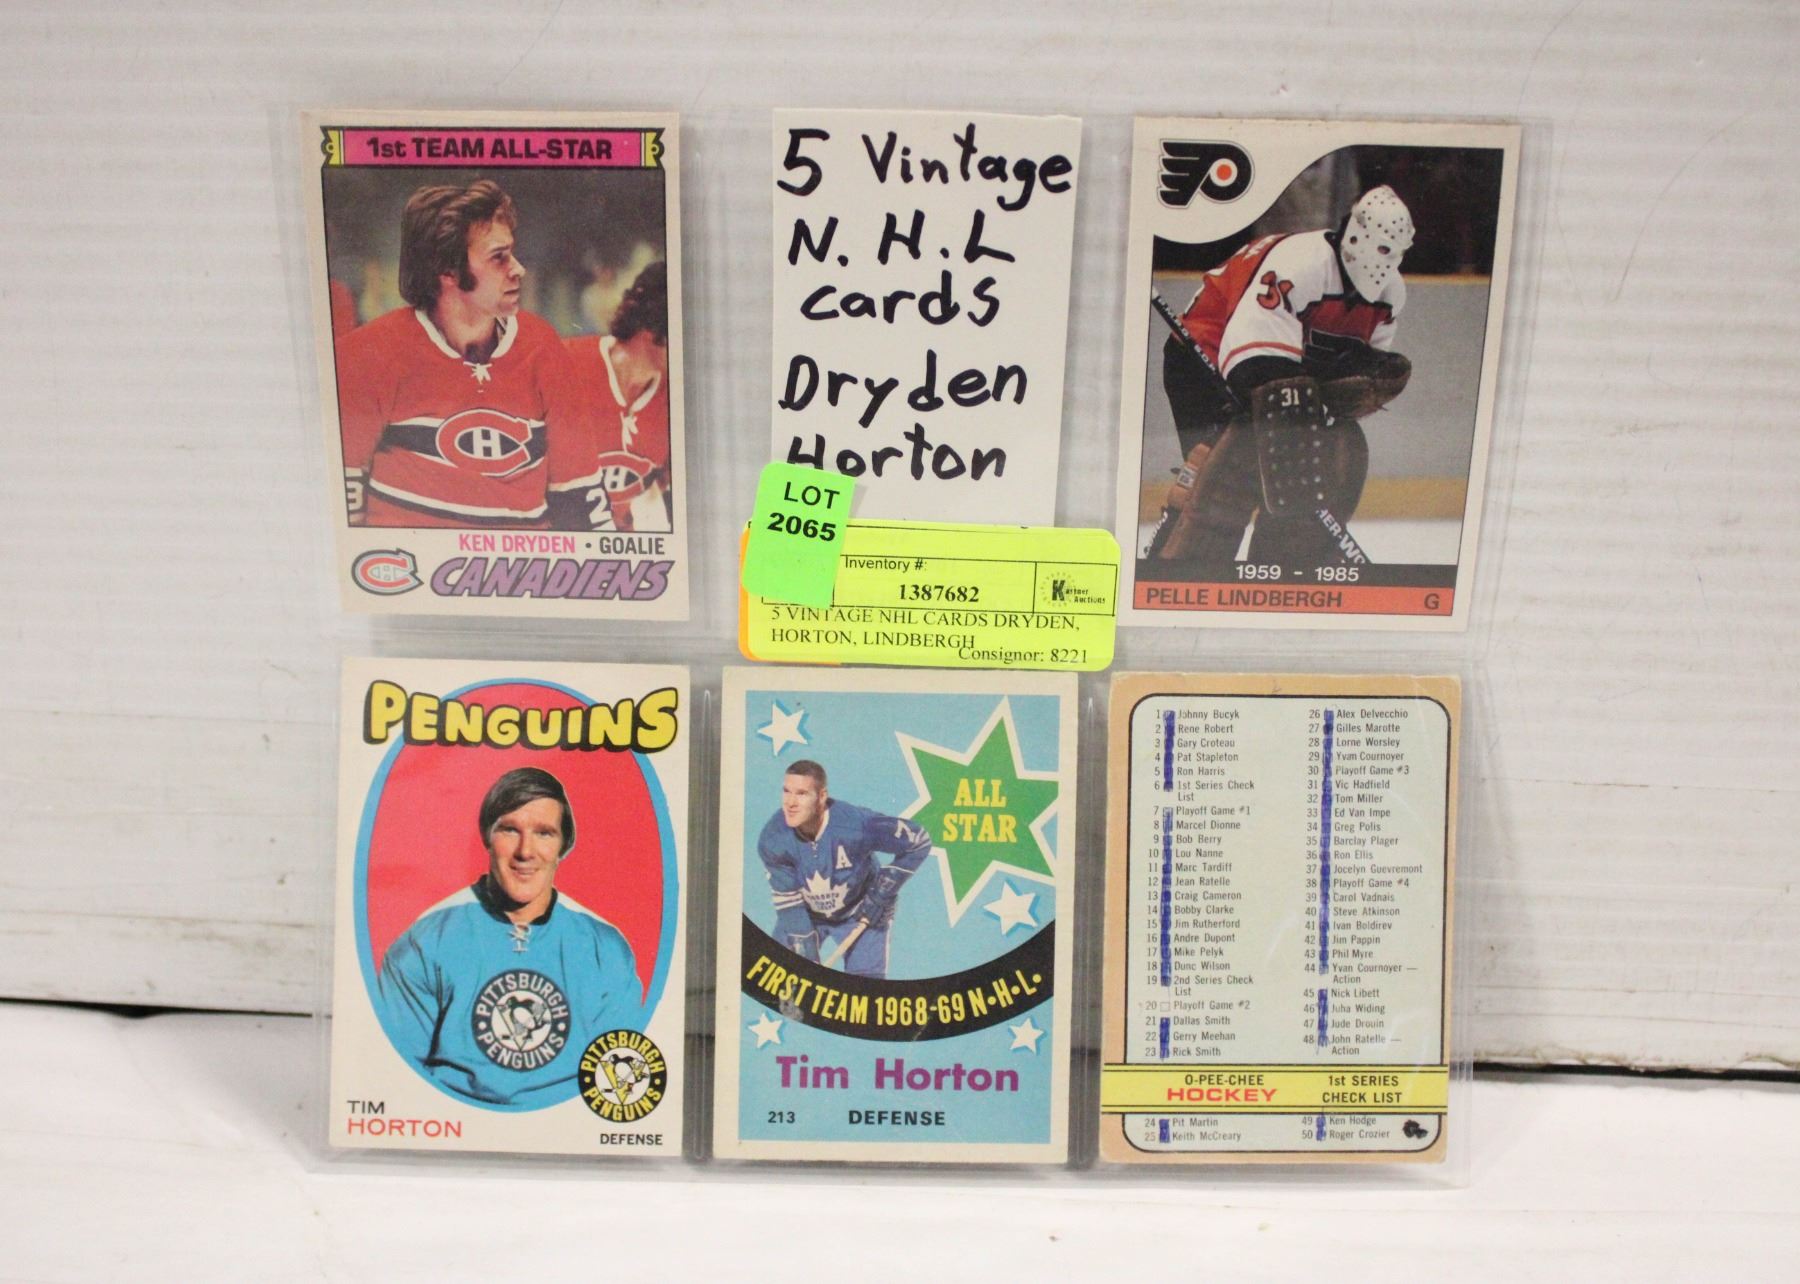 1st TEAM ALL-STAR
KEN DRYDEN • GOALIE
CANADIENS
5 Vintage
N. H. L
cards
Dryden
Horton
LOT
2065
Inventory #:
1387682
Kastner
Auctions
5 VINTAGE NHL CARDS DRYDEN,
HORTON, LINDBERGH
Consignor: 8221
31
31
1959 - 1985
PELLE LINDBERGH G
PENGUINS
PITTSBURGH
PENGUINS
PITTSBURGH
PENGUINS
TIM
HORTON
DEFENSE
ALL
STAR
A
7
FIRST TEAM 1968-69 N•H•L•
Tim Horton
213 DEFENSE
1 Johnny Bucyk
2 Rene Robert
3 Gary Croteau
4 Pat Stapleton
5 Ron Harris
6 1st Series Check
List
7 Playoff Game #1
8 Marcel Dionne
9 Bob Berry
10 Lou Nanne
11 Marc Tardiff
12 Jean Ratelle
13 Craig Cameron
14 Bobby Clarke
15 Jim Rutherford
16 Andre Dupont
17 Mike Pelyk
18 Dunc Wilson
19 2nd Series Check
List
20 Playoff Game #2
21 Dallas Smith
22 Gerry Meehan
23 Rick Smith
26 Alex Delvecchio
27 Gilles Marotte
28 Lorne Worsley
29 Yvan Cournoyer
30 Playoff Game #3
31 Vic Hadfield
32 Tom Miller
33 Ed Van Impe
34 Greg Polis
35 Barclay Plager
36 Ron Ellis
37 Jocelyn Guevremont
38 Playoff Game #4
39 Carol Vadnais
40 Steve Atkinson
41 Ivan Boldirev
42 Jim Pappin
43 Phil Myre
44 Yvan Cournoyer —
Action
45 Nick Libett
46 Juha Widing
47 Jude Drouin
48 John Ratelle —
Action
O-PEE-CHEE
HOCKEY
1st SERIES
CHECK LIST
24 Pit Martin
25 Keith McCreary
49 Ken Hodge
50 Roger Crozier